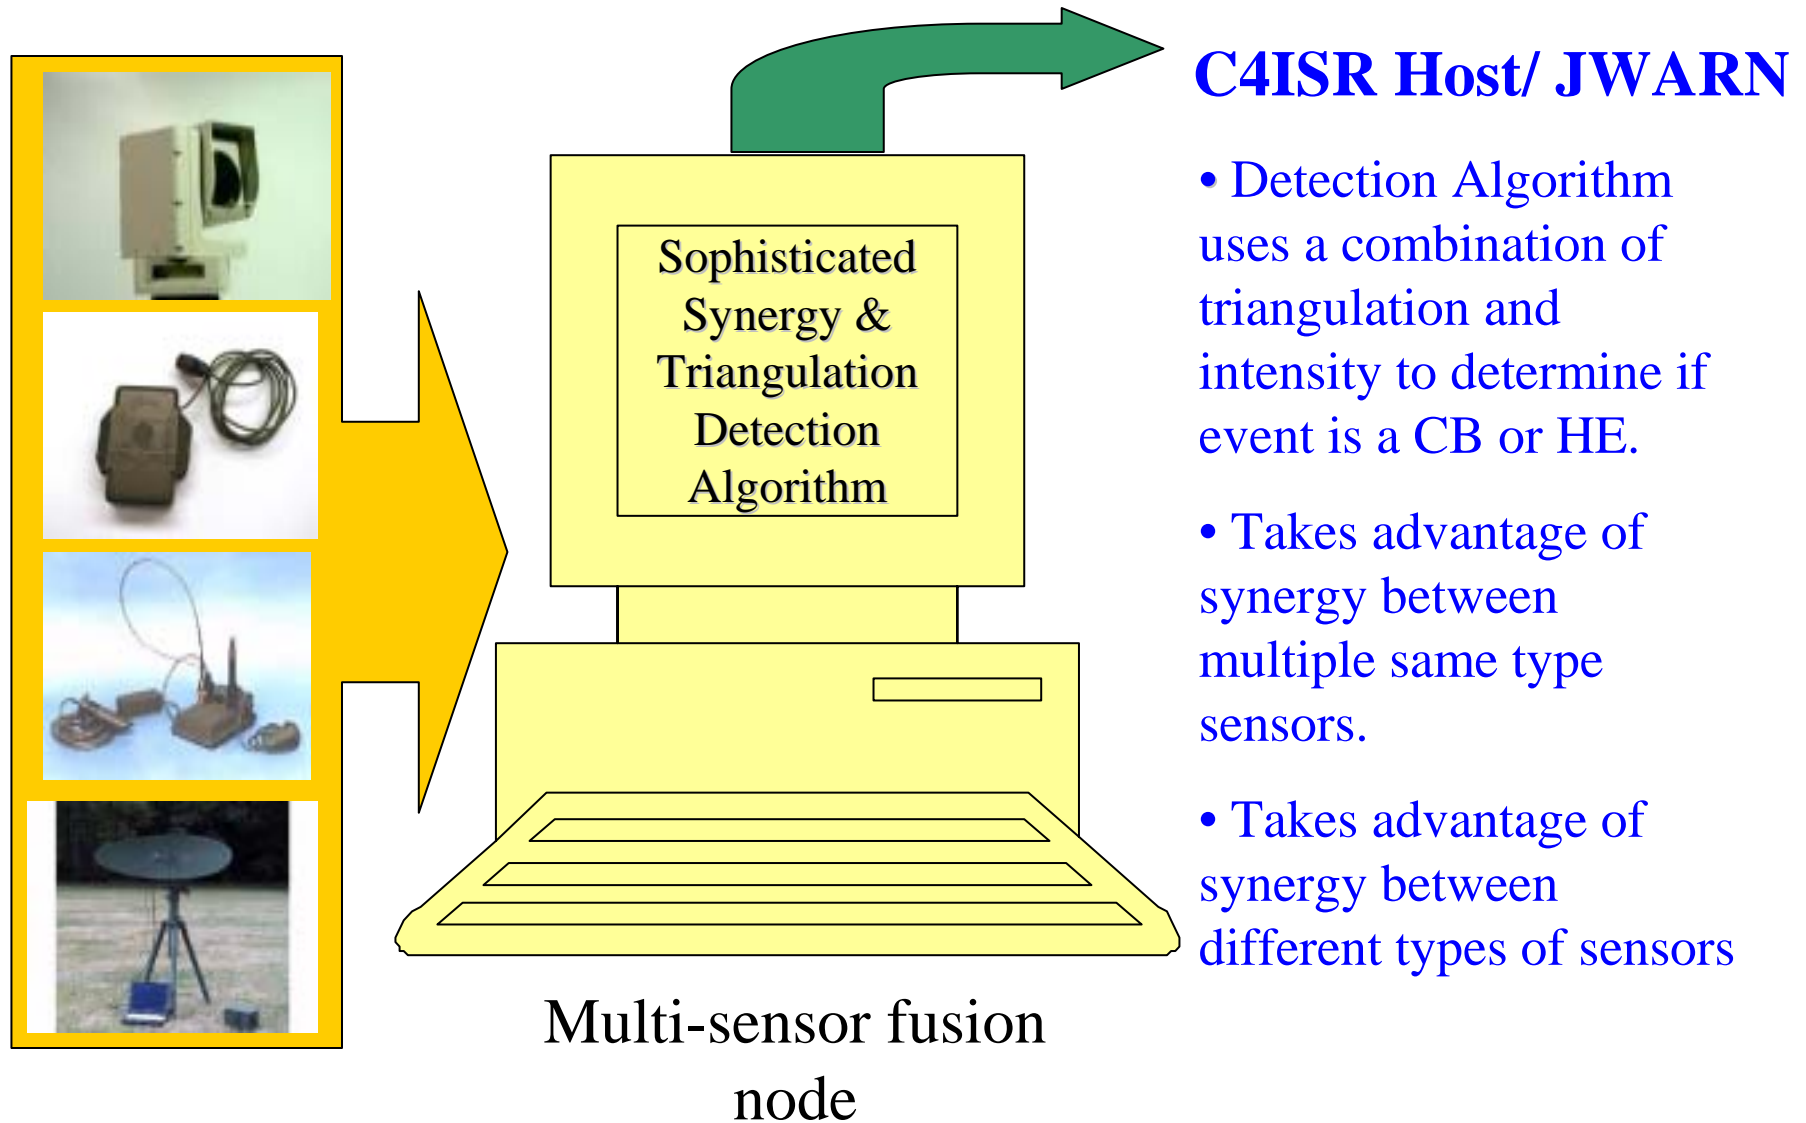 C4ISR Host/ JWARN
Sophisticated
Synergy &
Triangulation
Detection
Algorithm
• Detection Algorithm
uses a combination of
triangulation and
intensity to determine if
event is a CB or HE.
• Takes advantage of
synergy between
multiple same type
sensors.
• Takes advantage of
synergy between
different types of sensors
Multi-sensor fusion
node